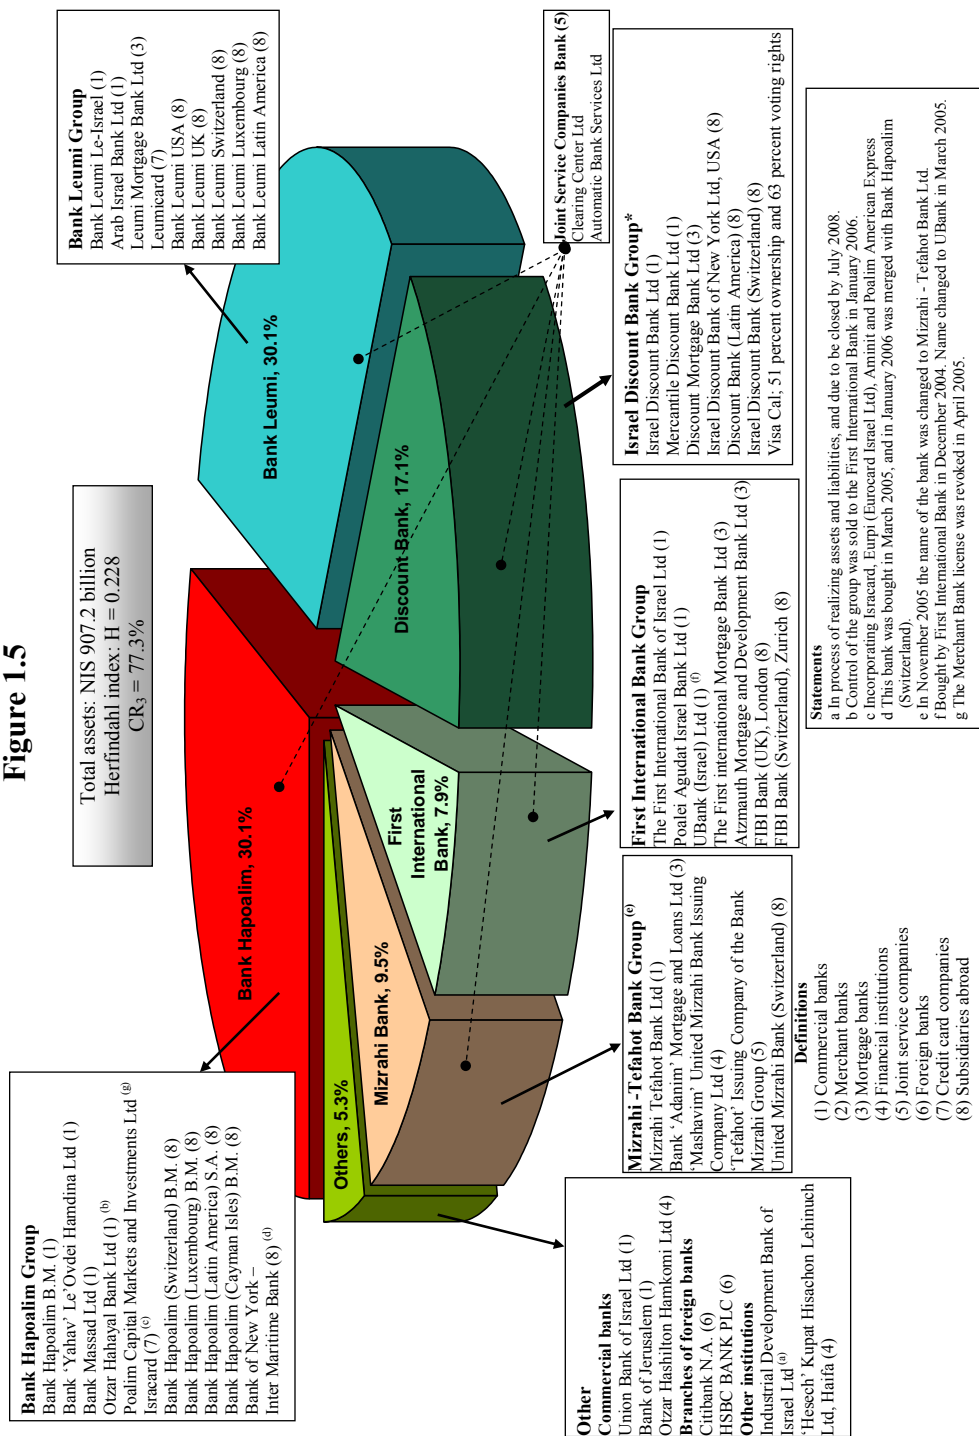 Figure 1.5
Total assets: NIS 907.2 billion
Herfindahl index: H = 0.228
CR3 = 77.3%
Bank Hapoalim Group
Bank Hapoalim B.M. (1)
Bank ‘Yahav’ Le’Ovdei Hamdina Ltd (1)
Bank Massad Ltd (1)
Otzar Hahayal Bank Ltd (1) (b)
Poalim Capital Markets and Investments Ltd (g)
Isracard (7) (c)
Bank Hapoalim (Switzerland) B.M. (8)
Bank Hapoalim (Luxembourg) B.M. (8)
Bank Hapoalim (Latin America) S.A. (8)
Bank Hapoalim (Cayman Isles) B.M. (8)
Bank of New York –
Inter Maritime Bank (8) (d)
Bank Leumi Group
Bank Leumi Le-Israel (1)
Arab Israel Bank Ltd (1)
Leumi Mortgage Bank Ltd (3)
Leumicard (7)
Bank Leumi USA (8)
Bank Leumi UK (8)
Bank Leumi Switzerland (8)
Bank Leumi Luxembourg (8)
Bank Leumi Latin America (8)
Bank Hapoalim, 30.1%
Bank Leumi, 30.1%
Others, 5.3%
Mizrahi Bank, 9.5%
First
International
Bank, 7.9%
Discount Bank, 17.1%
Joint Service Companies Bank (5)
Clearing Center Ltd
Automatic Bank Services Ltd
Other
Commercial banks
Union Bank of Israel Ltd (1)
Bank of Jerusalem (1)
Otzar Hashilton Hamkomi Ltd (4)
Branches of foreign banks
Citibank N.A. (6)
HSBC BANK PLC (6)
Other institutions
Industrial Development Bank of
Israel Ltd (a)
‘Hesech’ Kupat Hisachon Lehinuch
Ltd, Haifa (4)
Mizrahi -Tefahot Bank Group (e)
Mizrahi Tefahot Bank Ltd (1)
Bank ‘Adanim’ Mortgage and Loans Ltd (3)
‘Mashavim’ United Mizrahi Bank Issuing
Company Ltd (4)
‘Tefahot’ Issuing Company of the Bank
Mizrahi Group (5)
United Mizrahi Bank (Switzerland) (8)
First International Bank Group
The First International Bank of Israel Ltd (1)
Poalei Agudat Israel Bank Ltd (1)
UBank (Israel) Ltd (1) (f)
The First international Mortgage Bank Ltd (3)
Atzmauth Mortgage and Development Bank Ltd (3)
FIBI Bank (UK), London (8)
FIBI Bank (Switzerland), Zurich (8)
Israel Discount Bank Group*
Israel Discount Bank Ltd (1)
Mercantile Discount Bank Ltd (1)
Discount Mortgage Bank Ltd (3)
Israel Discount Bank of New York Ltd, USA (8)
Discount Bank (Latin America) (8)
Israel Discount Bank (Switzerland) (8)
Visa Cal; 51 percent ownership and 63 percent voting rights
Definitions
(1) Commercial banks
(2) Merchant banks
(3) Mortgage banks
(4) Financial institutions
(5) Joint service companies
(6) Foreign banks
(7) Credit card companies
(8) Subsidiaries abroad
Statements
a In process of realizing assets and liabilities, and due to be closed by July 2008.
b Control of the group was sold to the First International Bank in January 2006.
c Incorporating Isracard, Eurpi (Eurocard Israel Ltd), Aminit and Poalim American Express
d This bank was bought in March 2005, and in January 2006 was merged with Bank Hapoalim
(Switzerland).
e In November 2005 the name of the bank was changed to Mizrahi - Tefahot Bank Ltd.
f Bought by First International Bank in December 2004. Name changed to UBank in March 2005.
g The Merchant Bank license was revoked in April 2005.